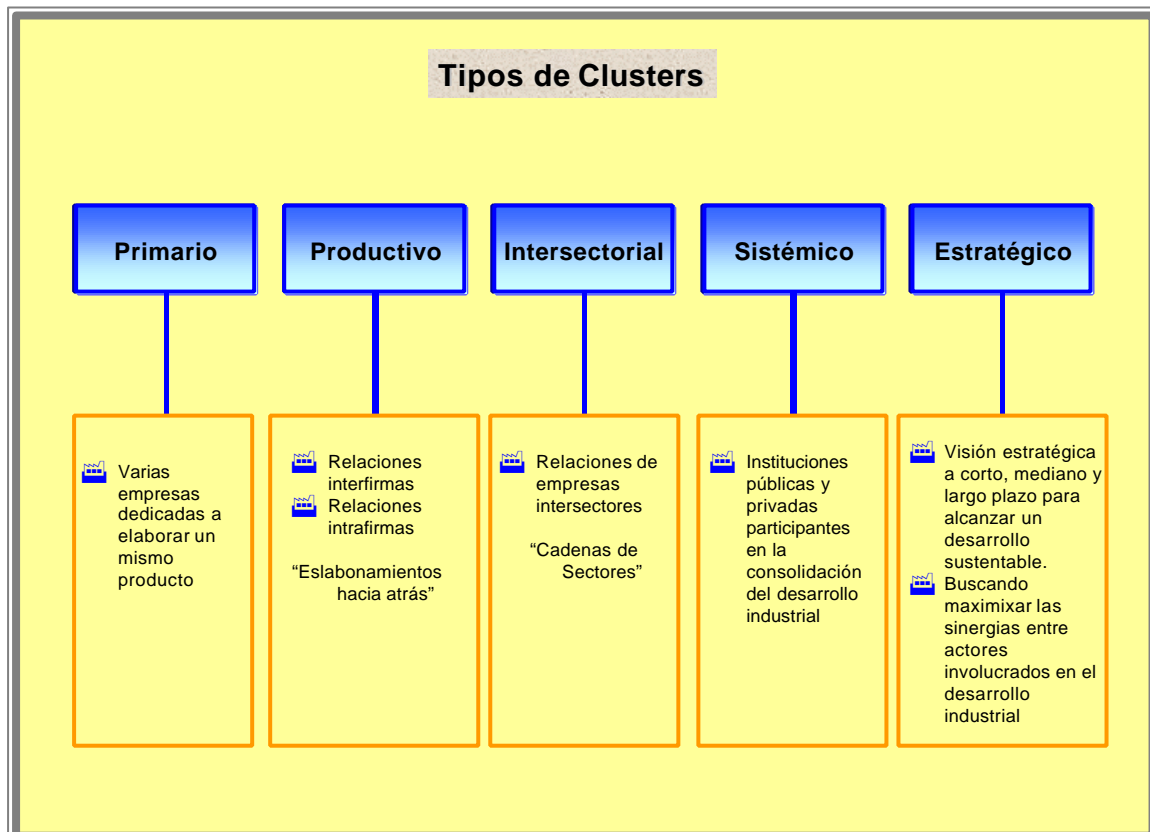 Tipos de Clusters
Primario
Productivo
Intersectorial
Sistémico
Estratégico
Varias
empresas
dedicadas a
elaborar un
mismo
producto
Relaciones
interfirmas
Relaciones
intrafirmas
“Eslabonamientos
hacia atrás”
Relaciones de
empresas
intersectores
“Cadenas de
Sectores”
Instituciones
públicas y
privadas
participantes
en la
consolidación
del desarrollo
industrial
Visión estratégica
a corto, mediano y
largo plazo para
alcanzar un
desarrollo
sustentable.
Buscando
maximixar las
sinergias entre
actores
involucrados en el
desarrollo
industrial